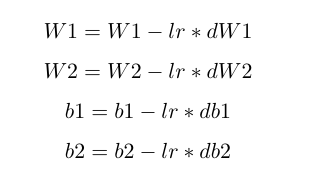 W1 = W1 − lr ∗ dW1
W2 = W2 − lr ∗ dW2
b1 = b1 − lr ∗ db1
b2 = b2 − lr ∗ db2